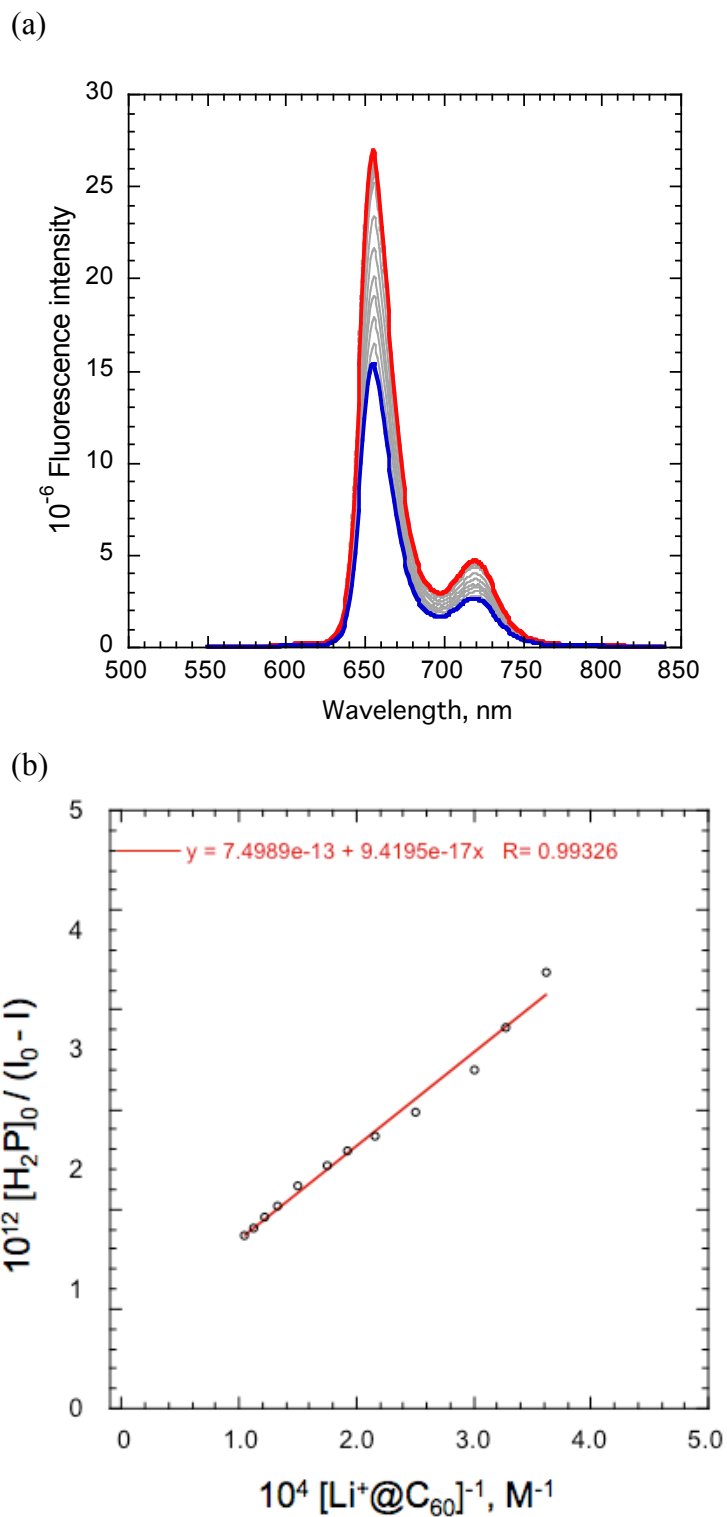 (a)
30
25
20
15
10
5
0
500 550 600 650 700 750 800 850
10⁻⁶ Fluorescence intensity
Wavelength, nm
(b)
5
y = 7.4989e-13 + 9.4195e-17x R= 0.99326
4
3
2
1
0
0 1.0 2.0 3.0 4.0 5.0
10¹² [H₂P]₀ / (I₀ - I)
10⁴ [Li⁺@C₆₀]⁻¹, M⁻¹